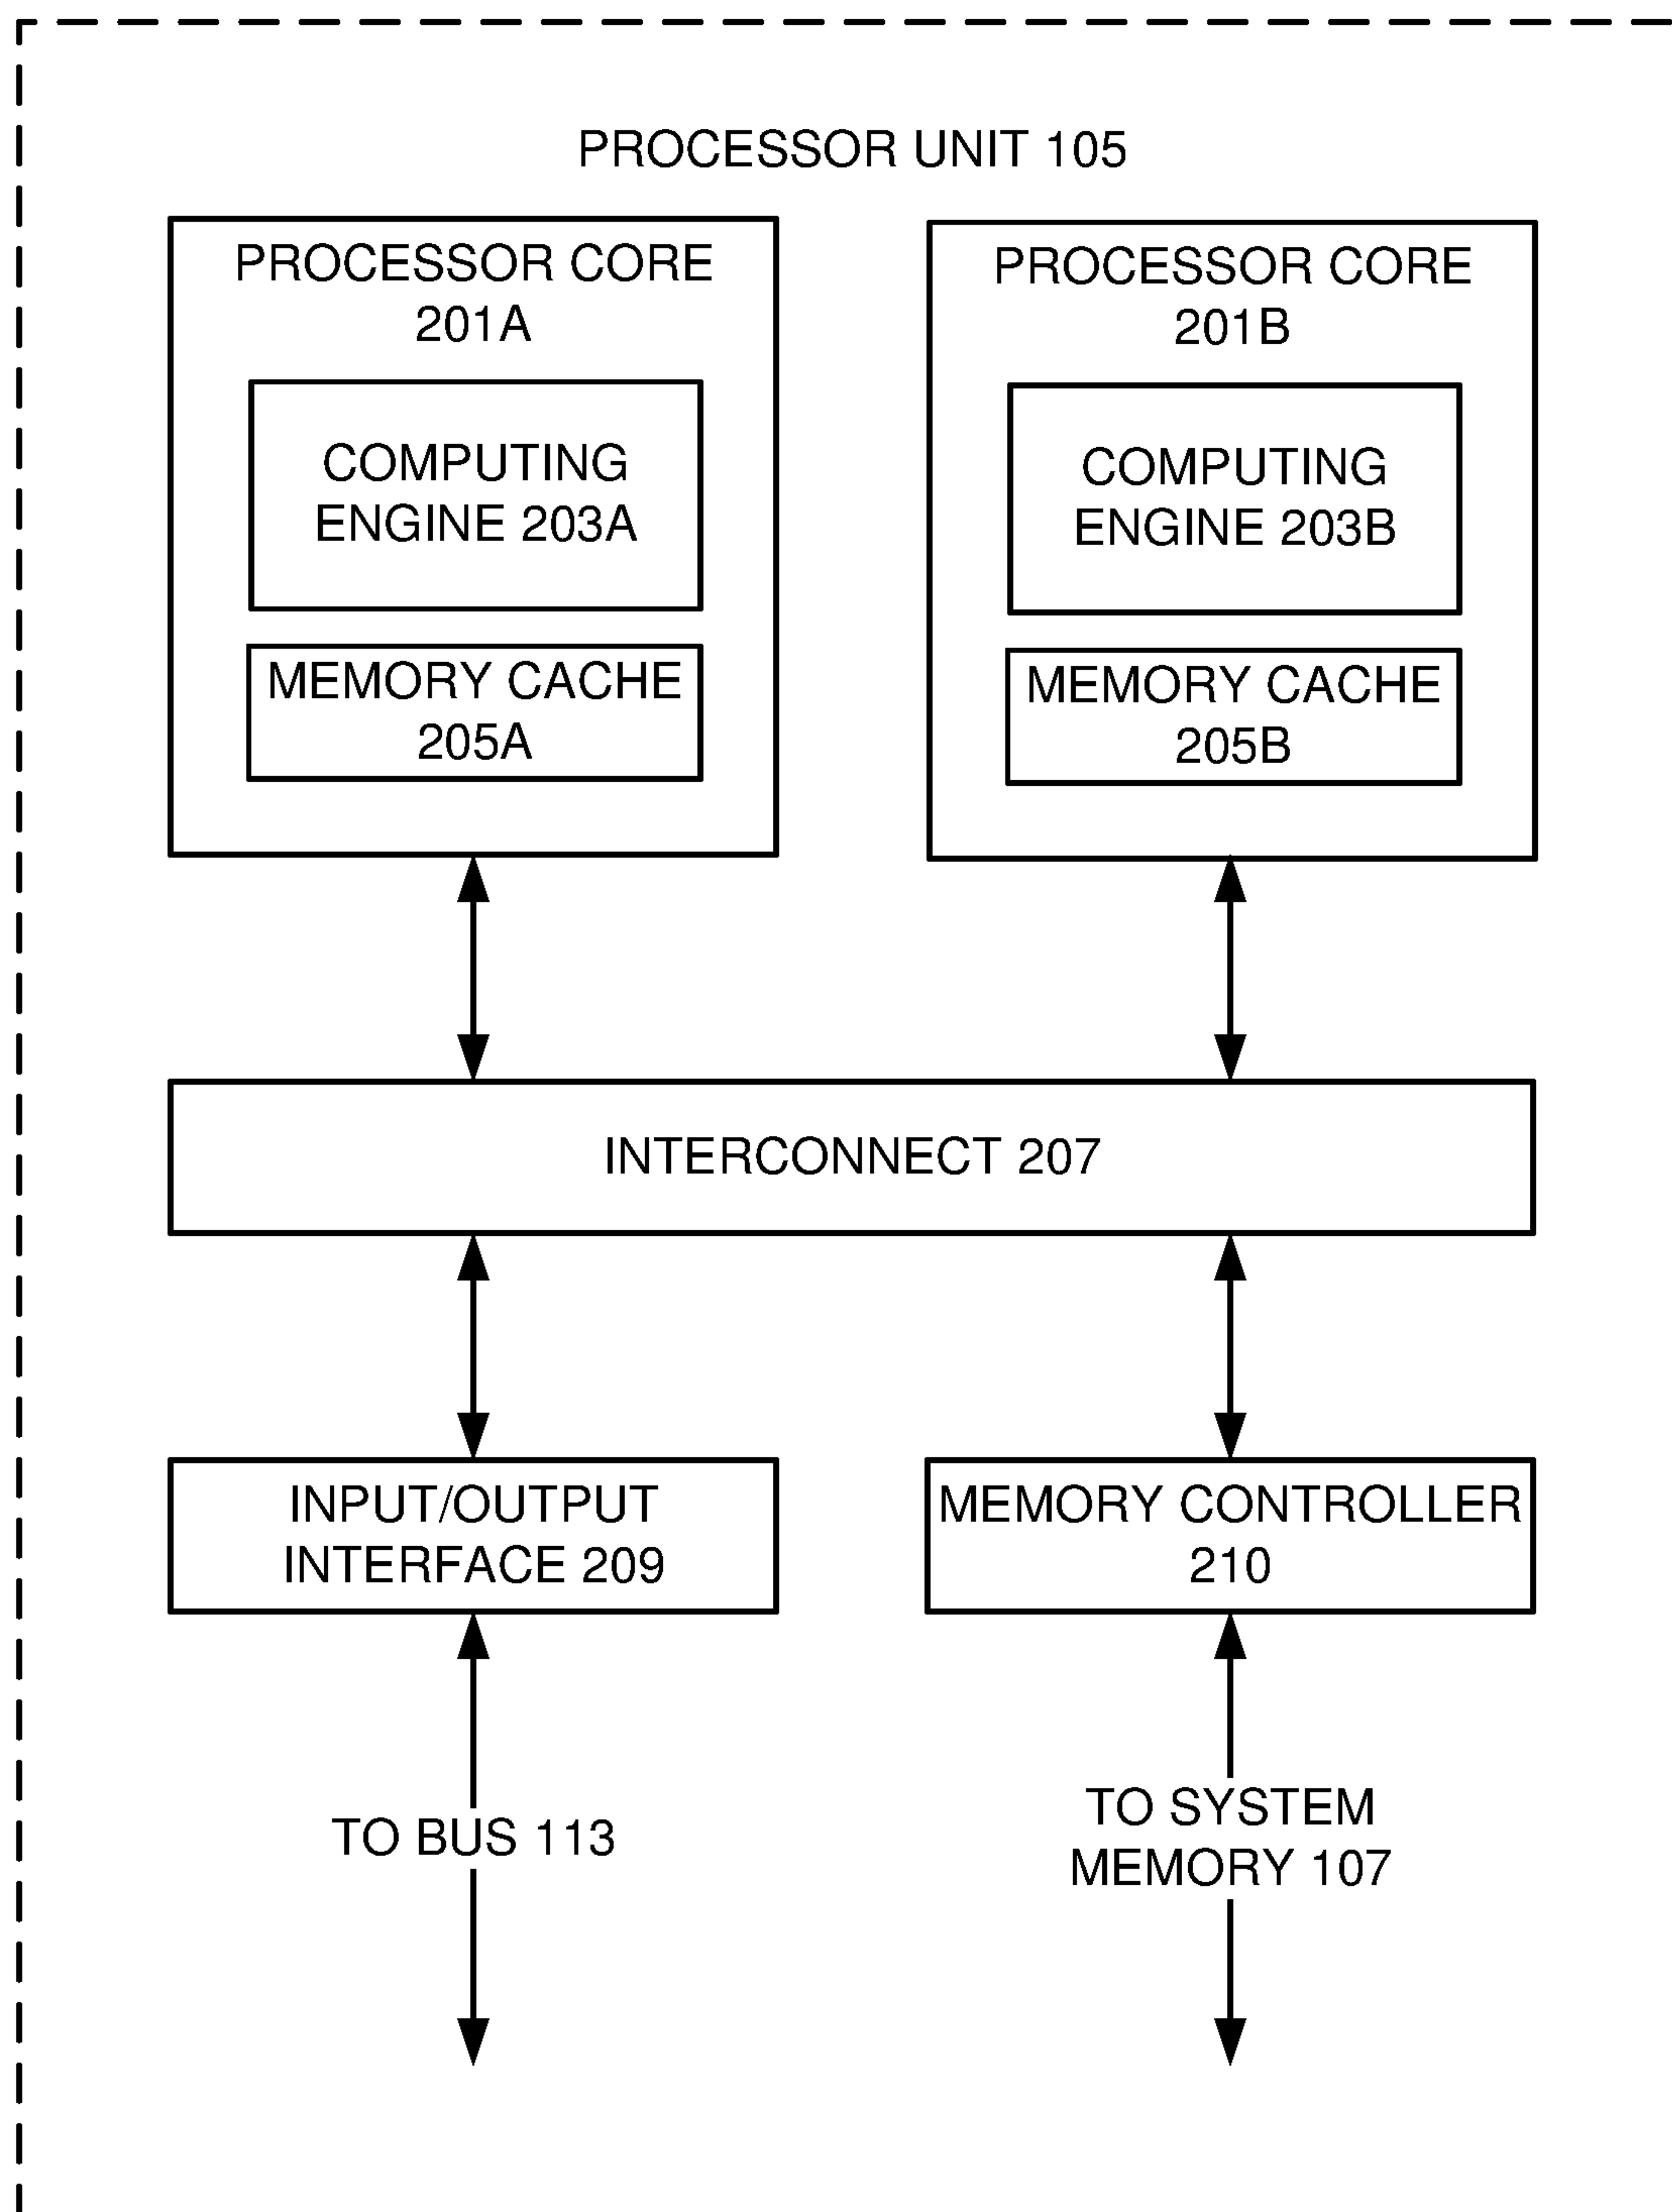 PROCESSOR UNIT 105
PROCESSOR CORE
201A
COMPUTING
ENGINE 203A
MEMORY CACHE
205A
PROCESSOR CORE
201B
COMPUTING
ENGINE 203B
MEMORY CACHE
205B
INTERCONNECT 207
INPUT/OUTPUT
INTERFACE 209
MEMORY CONTROLLER
210
TO BUS 113
TO SYSTEM
MEMORY 107